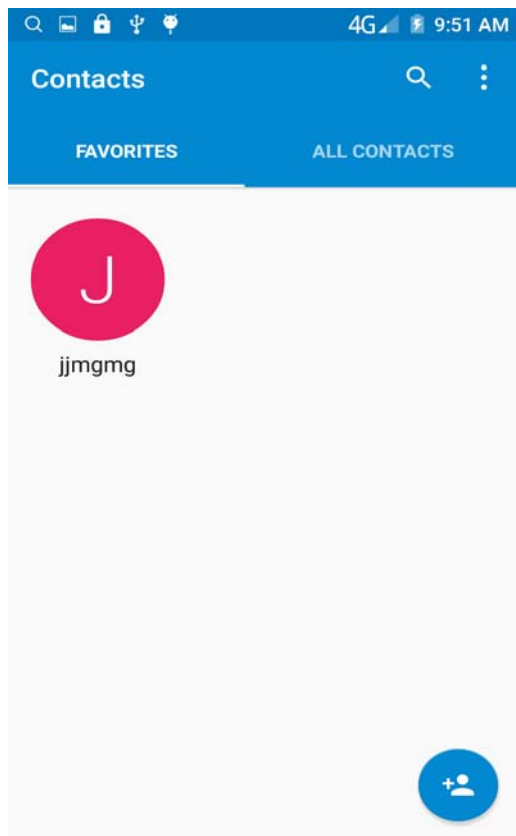 4G 9:51 AM
Contacts
FAVORITES ALL CONTACTS
J
jjmgmg